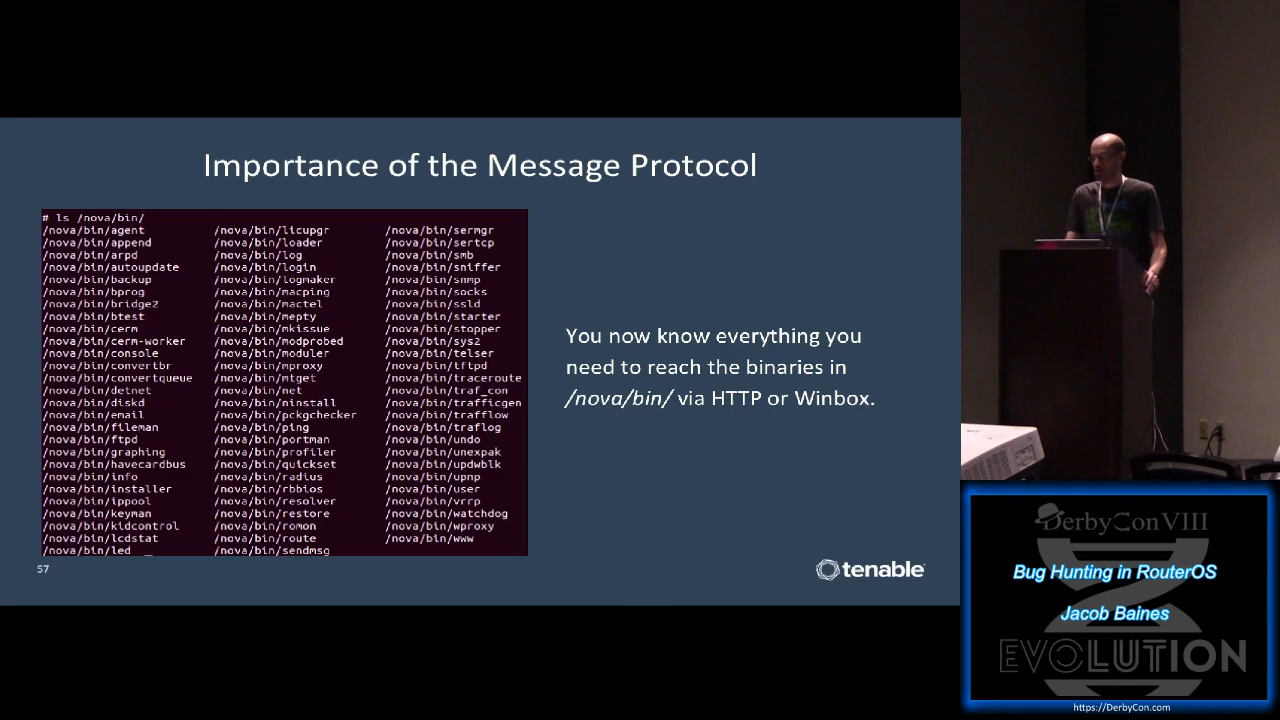 Importance of the Message Protocol
# ls /nova/bin/
/nova/bin/agent /nova/bin/licupgr /nova/bin/sermgr
/nova/bin/append /nova/bin/loader /nova/bin/sertcp
/nova/bin/arpd /nova/bin/log /nova/bin/smb
/nova/bin/autoupdate /nova/bin/login /nova/bin/sniffer
/nova/bin/backup /nova/bin/logmaker /nova/bin/snmp
/nova/bin/bprog /nova/bin/macping /nova/bin/socks
/nova/bin/bridge2 /nova/bin/mactel /nova/bin/ssld
/nova/bin/btest /nova/bin/mepty /nova/bin/starter
/nova/bin/cerm /nova/bin/mkissue /nova/bin/stopper
/nova/bin/cerm-worker /nova/bin/modprobed /nova/bin/sys2
/nova/bin/console /nova/bin/moduler /nova/bin/telser
/nova/bin/convertbr /nova/bin/mproxy /nova/bin/tftpd
/nova/bin/convertqueue /nova/bin/mtget /nova/bin/traceroute
/nova/bin/detnet /nova/bin/net /nova/bin/traf_con
/nova/bin/diskd /nova/bin/ninstall /nova/bin/trafficgen
/nova/bin/email /nova/bin/pckgchecker /nova/bin/trafflow
/nova/bin/fileman /nova/bin/ping /nova/bin/traflog
/nova/bin/ftpd /nova/bin/portman /nova/bin/undo
/nova/bin/graphing /nova/bin/profiler /nova/bin/unexpak
/nova/bin/havecardbus /nova/bin/quickset /nova/bin/updwblk
/nova/bin/info /nova/bin/radius /nova/bin/upnp
/nova/bin/installer /nova/bin/rbbios /nova/bin/user
/nova/bin/ippool /nova/bin/resolver /nova/bin/vrrp
/nova/bin/keyman /nova/bin/restore /nova/bin/watchdog
/nova/bin/kidcontrol /nova/bin/romon /nova/bin/wproxy
/nova/bin/lcdstat /nova/bin/route /nova/bin/www
/nova/bin/led /nova/bin/sendmsg
You now know everything you
need to reach the binaries in
/nova/bin/ via HTTP or Winbox.
57
tenable
DerbyCon VIII
Bug Hunting in RouterOS
Jacob Baines
EVOLUTION
https://DerbyCon.com